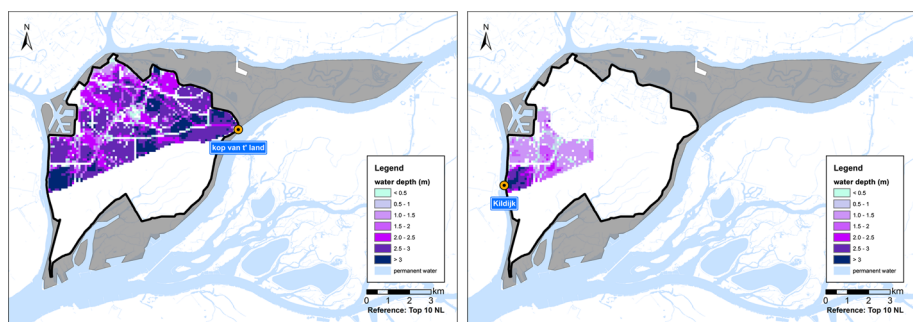 N
kop van t' land
Legend
water depth (m)
< 0.5
0.5 - 1
1.0 - 1.5
1.5 - 2
2.0 - 2.5
2.5 - 3
> 3
permanent water
km
0 1 2 3
Reference: Top 10 NL
N
Kildijk
Legend
water depth (m)
< 0.5
0.5 - 1
1.0 - 1.5
1.5 - 2
2.0 - 2.5
2.5 - 3
> 3
permanent water
km
0 1 2 3
Reference: Top 10 NL